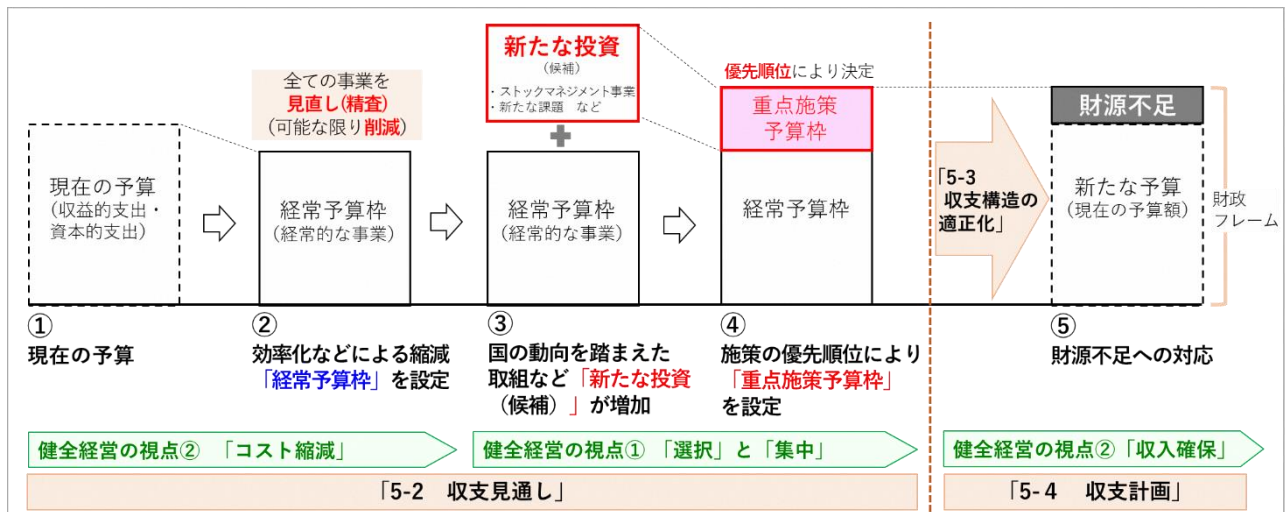 現在の予算
(収益的支出・
資本的支出)
全ての事業を
見直し(精査)
(可能な限り削減)
経常予算枠
(経常的な事業)
新たな投資
(候補)
・ストックマネジメント事業
・新たな課題 など
経常予算枠
(経常的な事業)
優先順位により決定
重点施策
予算枠
経常予算枠
「5-3
収支構造の
適正化」
財源不足
新たな予算
(現在の予算額)
財政
フレーム
①
現在の予算
②
効率化などによる縮減
「経常予算枠」を設定
③
国の動向を踏まえた
取組など「新たな投資
(候補)」が増加
④
施策の優先順位により
「重点施策予算枠」
を設定
⑤
財源不足への対応
健全経営の視点② 「コスト縮減」
健全経営の視点① 「選択」と「集中」
健全経営の視点②「収入確保」
「5-2 収支見通し」
「5-4 収支計画」